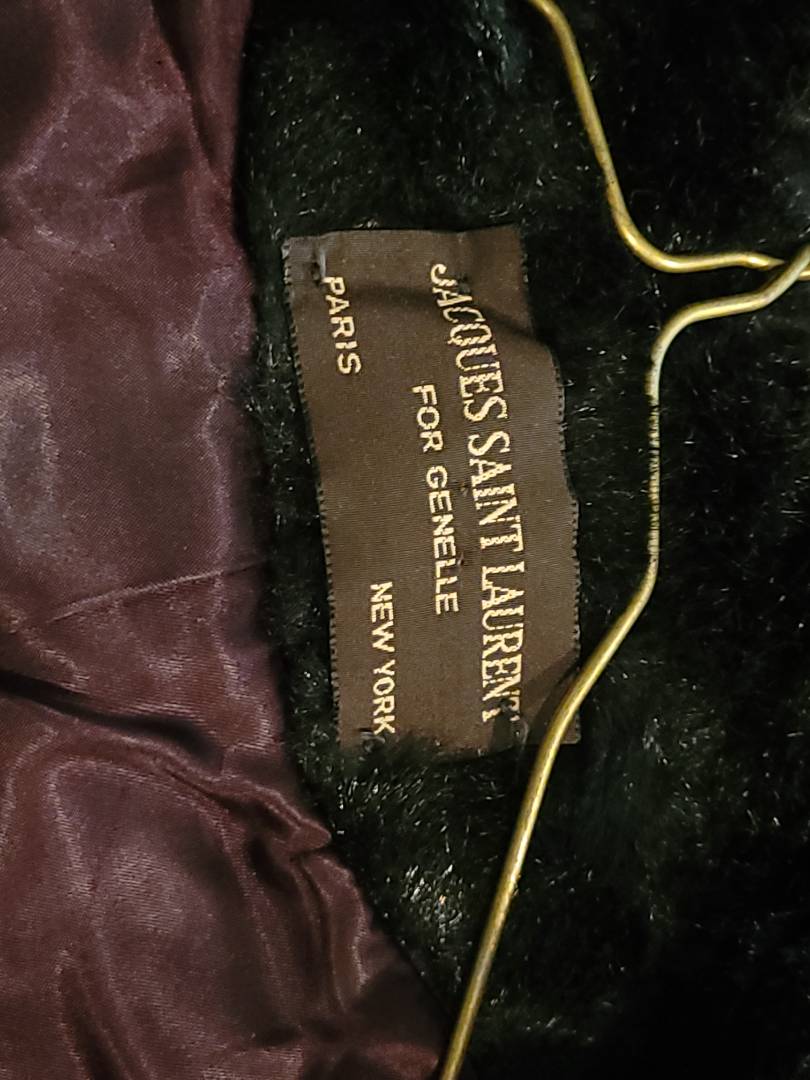 JACQUES SAINT LAURENT
FOR GENELLE
PARIS NEW YORK